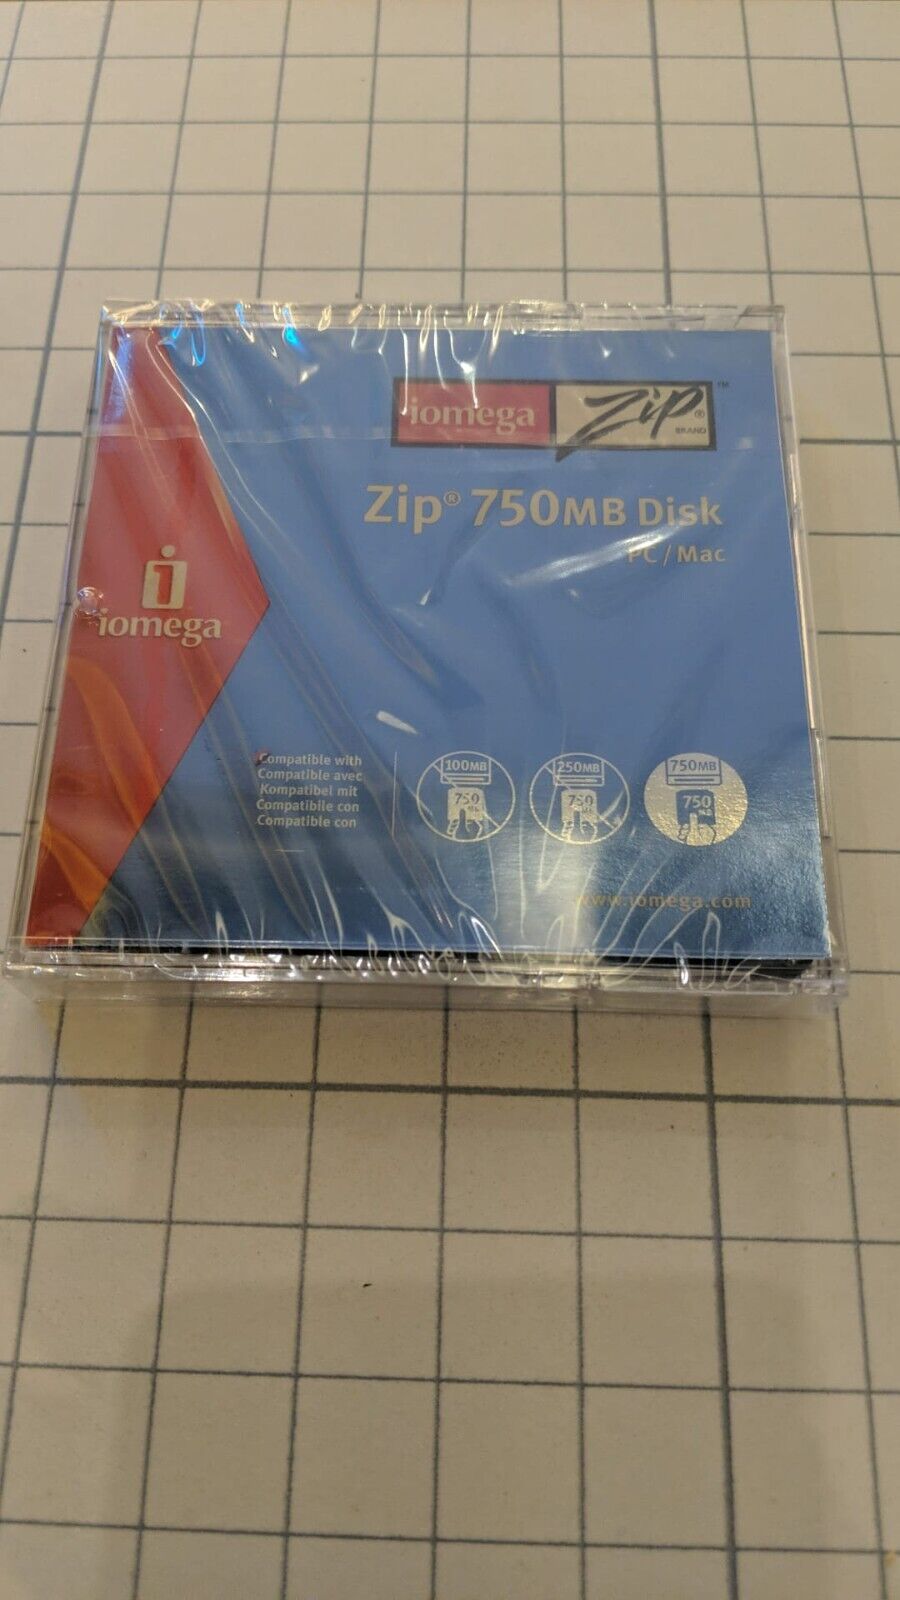 iomega Zip® BRAND ™
Zip® 750MB Disk
PC / Mac
iomega
Compatible with
Compatible avec
Kompatibel mit
Compatibile con
Compatible con
100MB 250MB 750MB
750 750 750
www.iomega.com